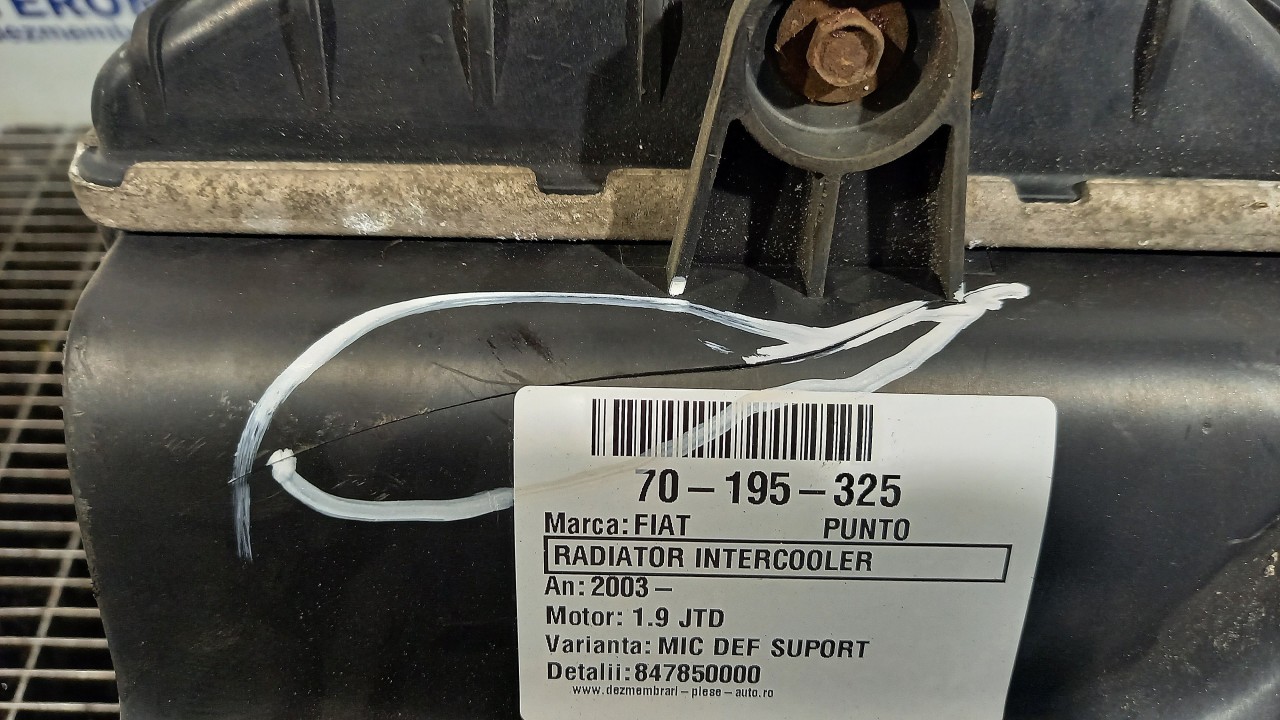 70-195-325
Marca: FIAT PUNTO
RADIATOR INTERCOOLER
An: 2003-
Motor: 1.9 JTD
Varianta: MIC DEF SUPORT
Detalii: 847850000
www.dezmembrari-piese-auto.ro